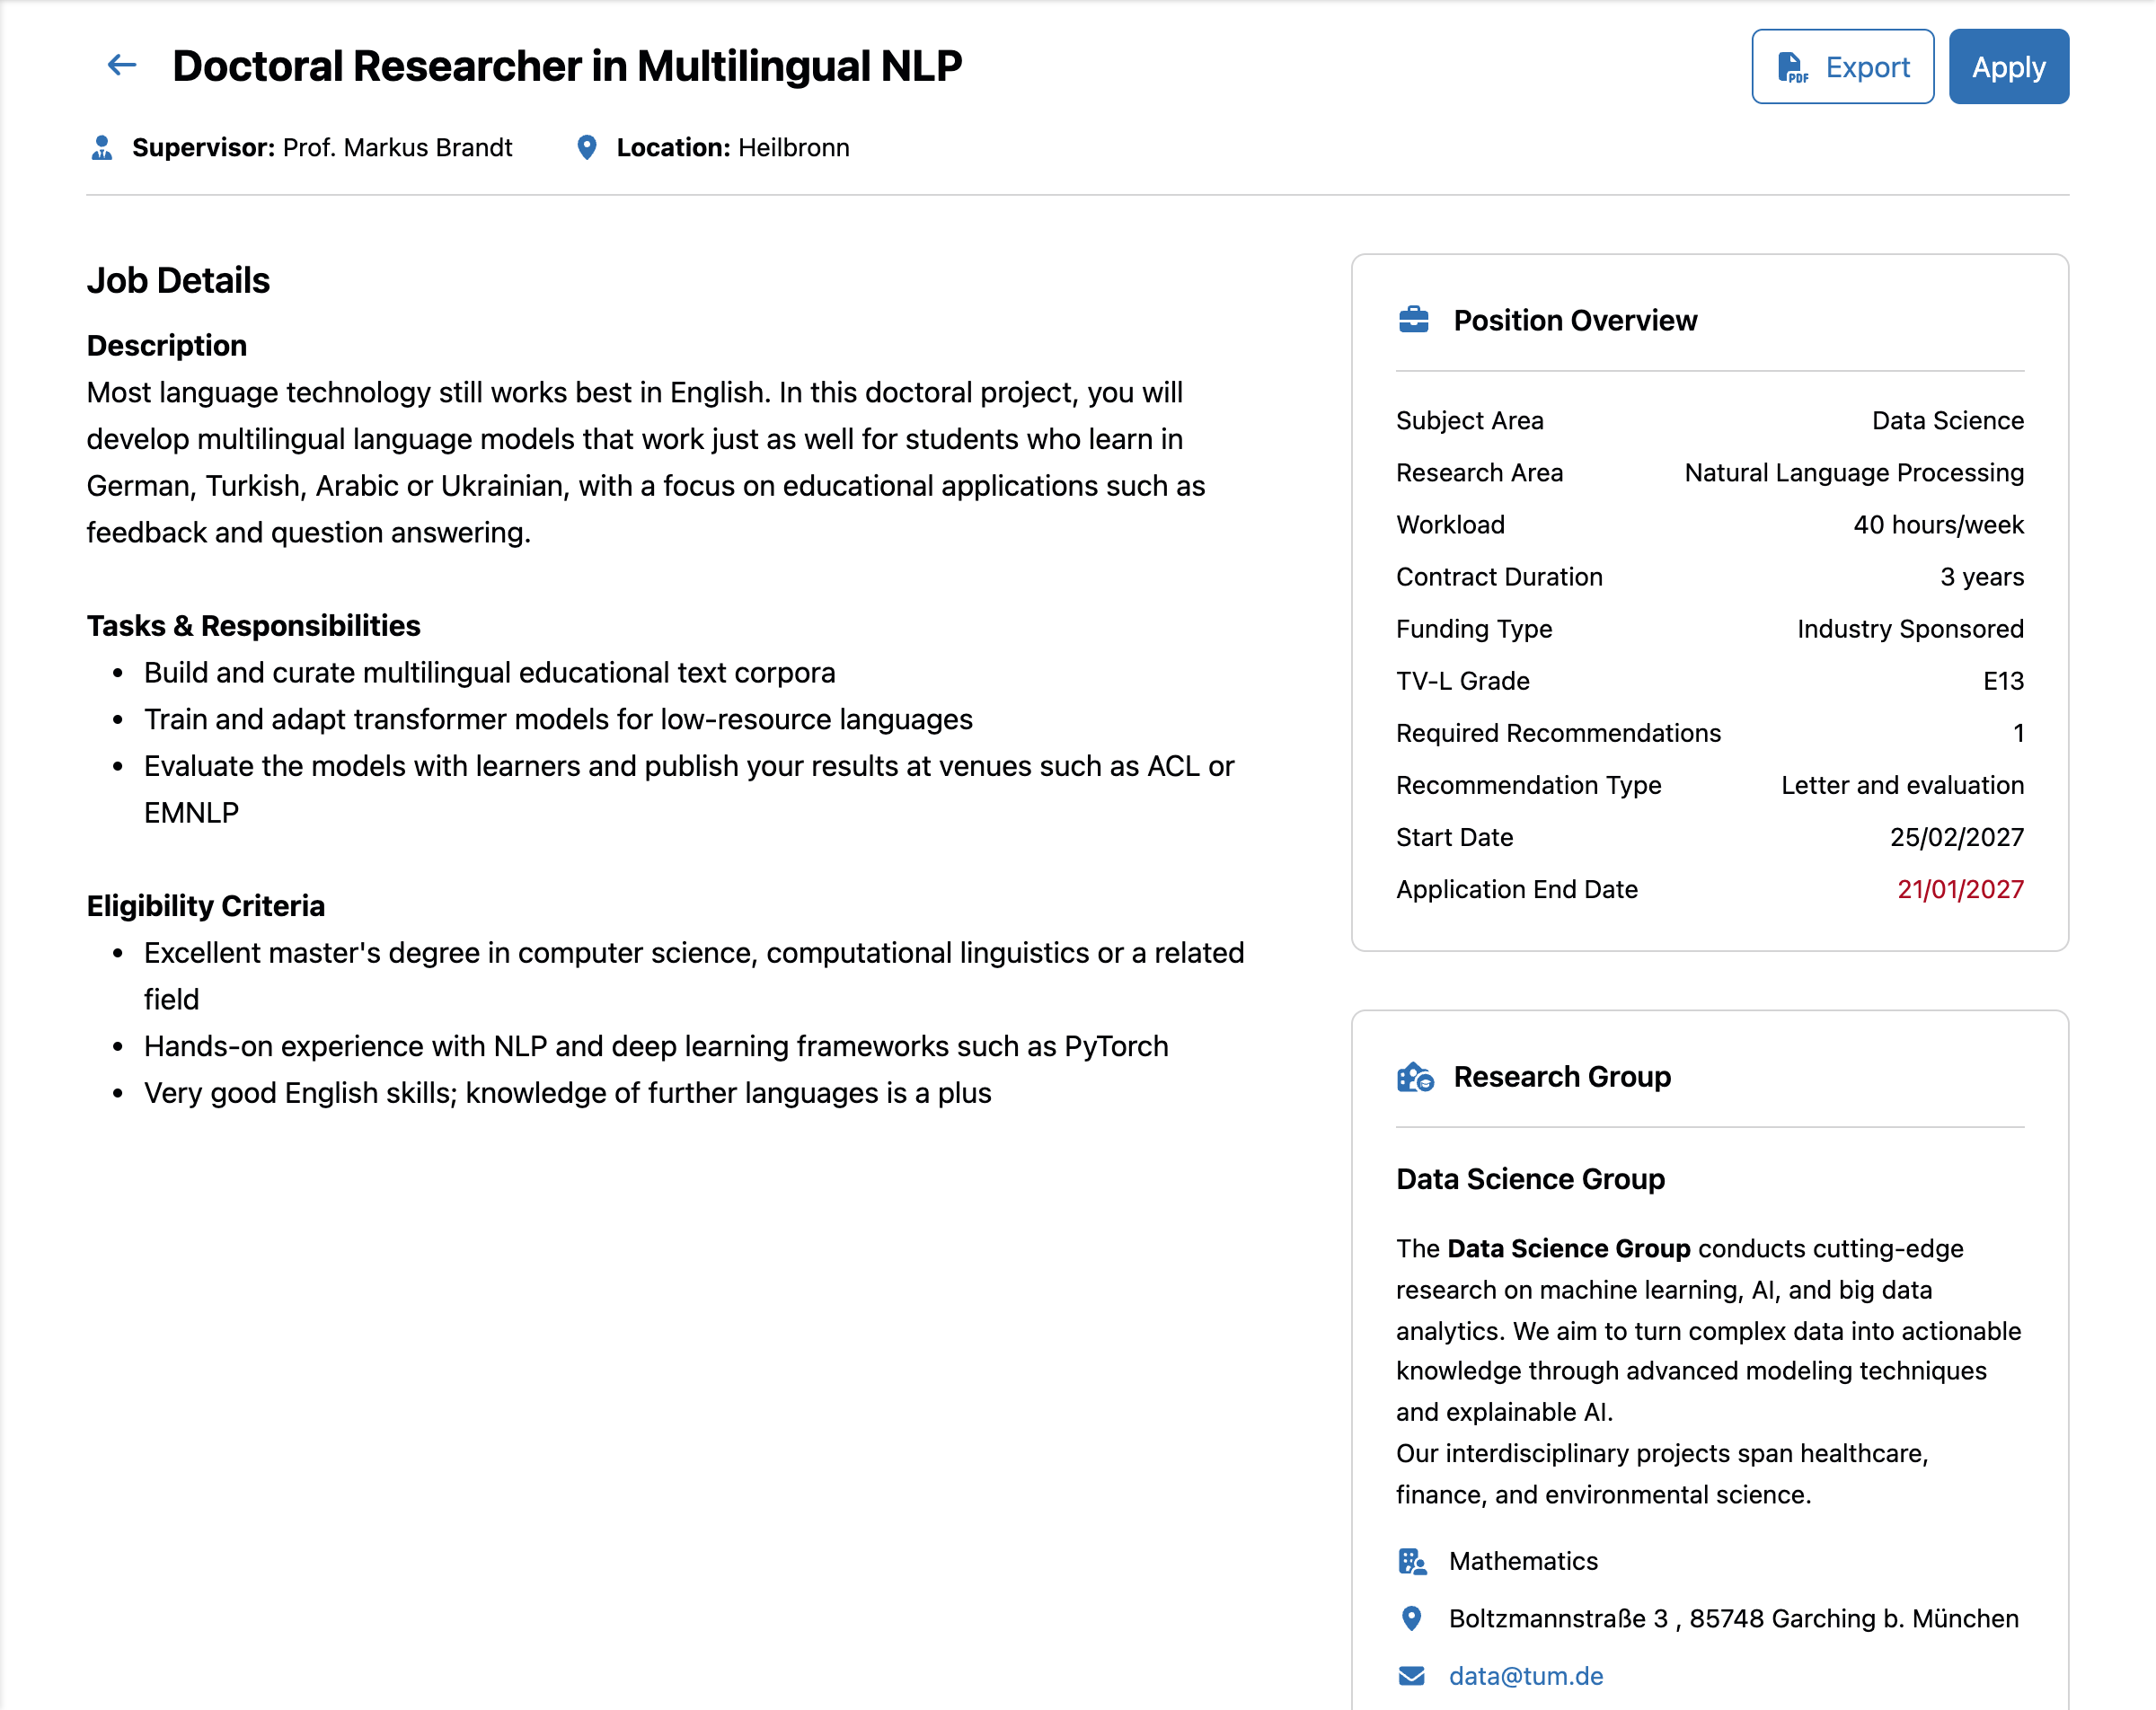 Doctoral Researcher in Multilingual NLP
PDF Export
Apply
Supervisor: Prof. Markus Brandt
Location: Heilbronn
Job Details
Description
Most language technology still works best in English. In this doctoral project, you will
develop multilingual language models that work just as well for students who learn in
German, Turkish, Arabic or Ukrainian, with a focus on educational applications such as
feedback and question answering.
Tasks & Responsibilities
• Build and curate multilingual educational text corpora
• Train and adapt transformer models for low-resource languages
• Evaluate the models with learners and publish your results at venues such as ACL or
EMNLP
Eligibility Criteria
• Excellent master's degree in computer science, computational linguistics or a related
field
• Hands-on experience with NLP and deep learning frameworks such as PyTorch
• Very good English skills; knowledge of further languages is a plus
Position Overview
Subject Area Data Science
Research Area Natural Language Processing
Workload 40 hours/week
Contract Duration 3 years
Funding Type Industry Sponsored
TV-L Grade E13
Required Recommendations 1
Recommendation Type Letter and evaluation
Start Date 25/02/2027
Application End Date 21/01/2027
Research Group
Data Science Group
The Data Science Group conducts cutting-edge
research on machine learning, AI, and big data
analytics. We aim to turn complex data into actionable
knowledge through advanced modeling techniques
and explainable AI.
Our interdisciplinary projects span healthcare,
finance, and environmental science.
Mathematics
Boltzmannstraße 3 , 85748 Garching b. München
data@tum.de